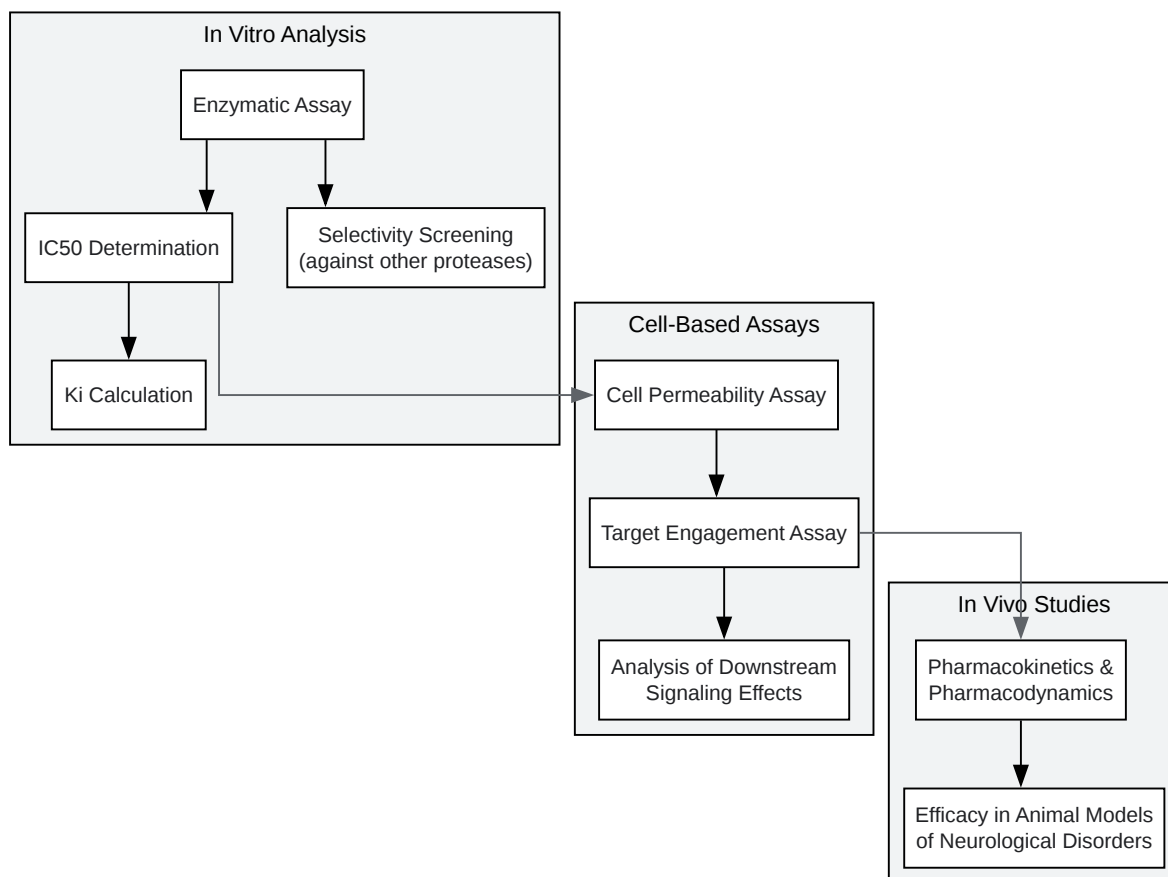 In Vitro Analysis
Enzymatic Assay
IC50 Determination
Selectivity Screening
(against other proteases)
Ki Calculation
Cell-Based Assays
Cell Permeability Assay
Target Engagement Assay
Analysis of Downstream
Signaling Effects
In Vivo Studies
Pharmacokinetics &
Pharmacodynamics
Efficacy in Animal Models
of Neurological Disorders